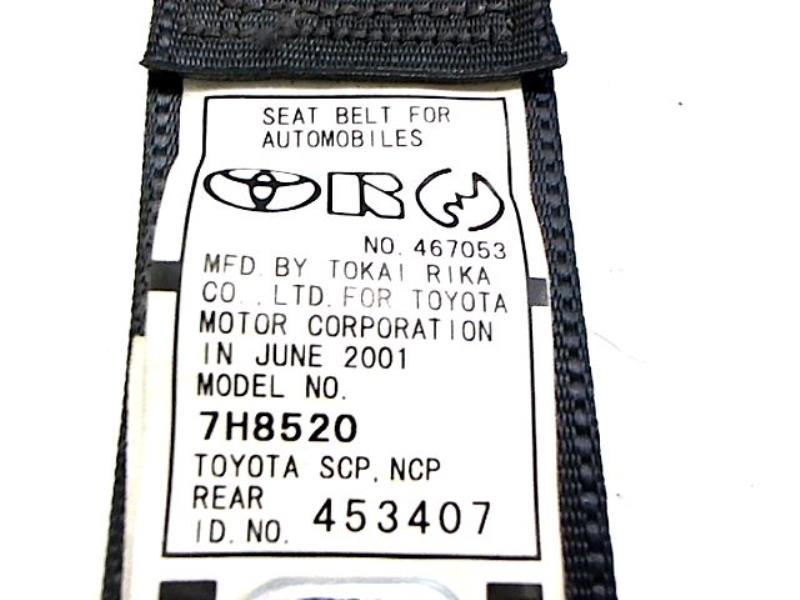 SEAT BELT FOR
AUTOMOBILES
NO. 467053
MFD. BY TOKAI RIKA
CO., LTD. FOR TOYOTA
MOTOR CORPORATION
IN JUNE 2001
MODEL NO.
7H8520
TOYOTA SCP, NCP
REAR
ID. NO. 453407